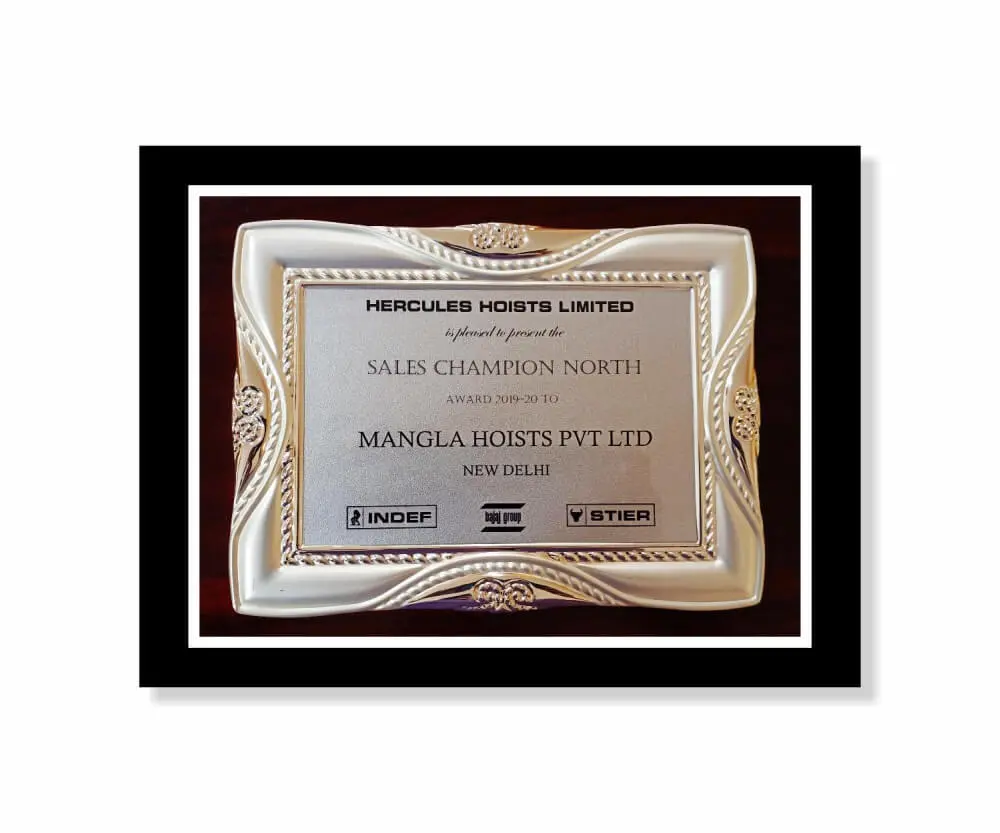 HERCULES HOISTS LIMITED
is pleased to present the
SALES CHAMPION NORTH
AWARD 2019-20 TO
MANGLA HOISTS PVT LTD
NEW DELHI
INDEF bajaj group STIER